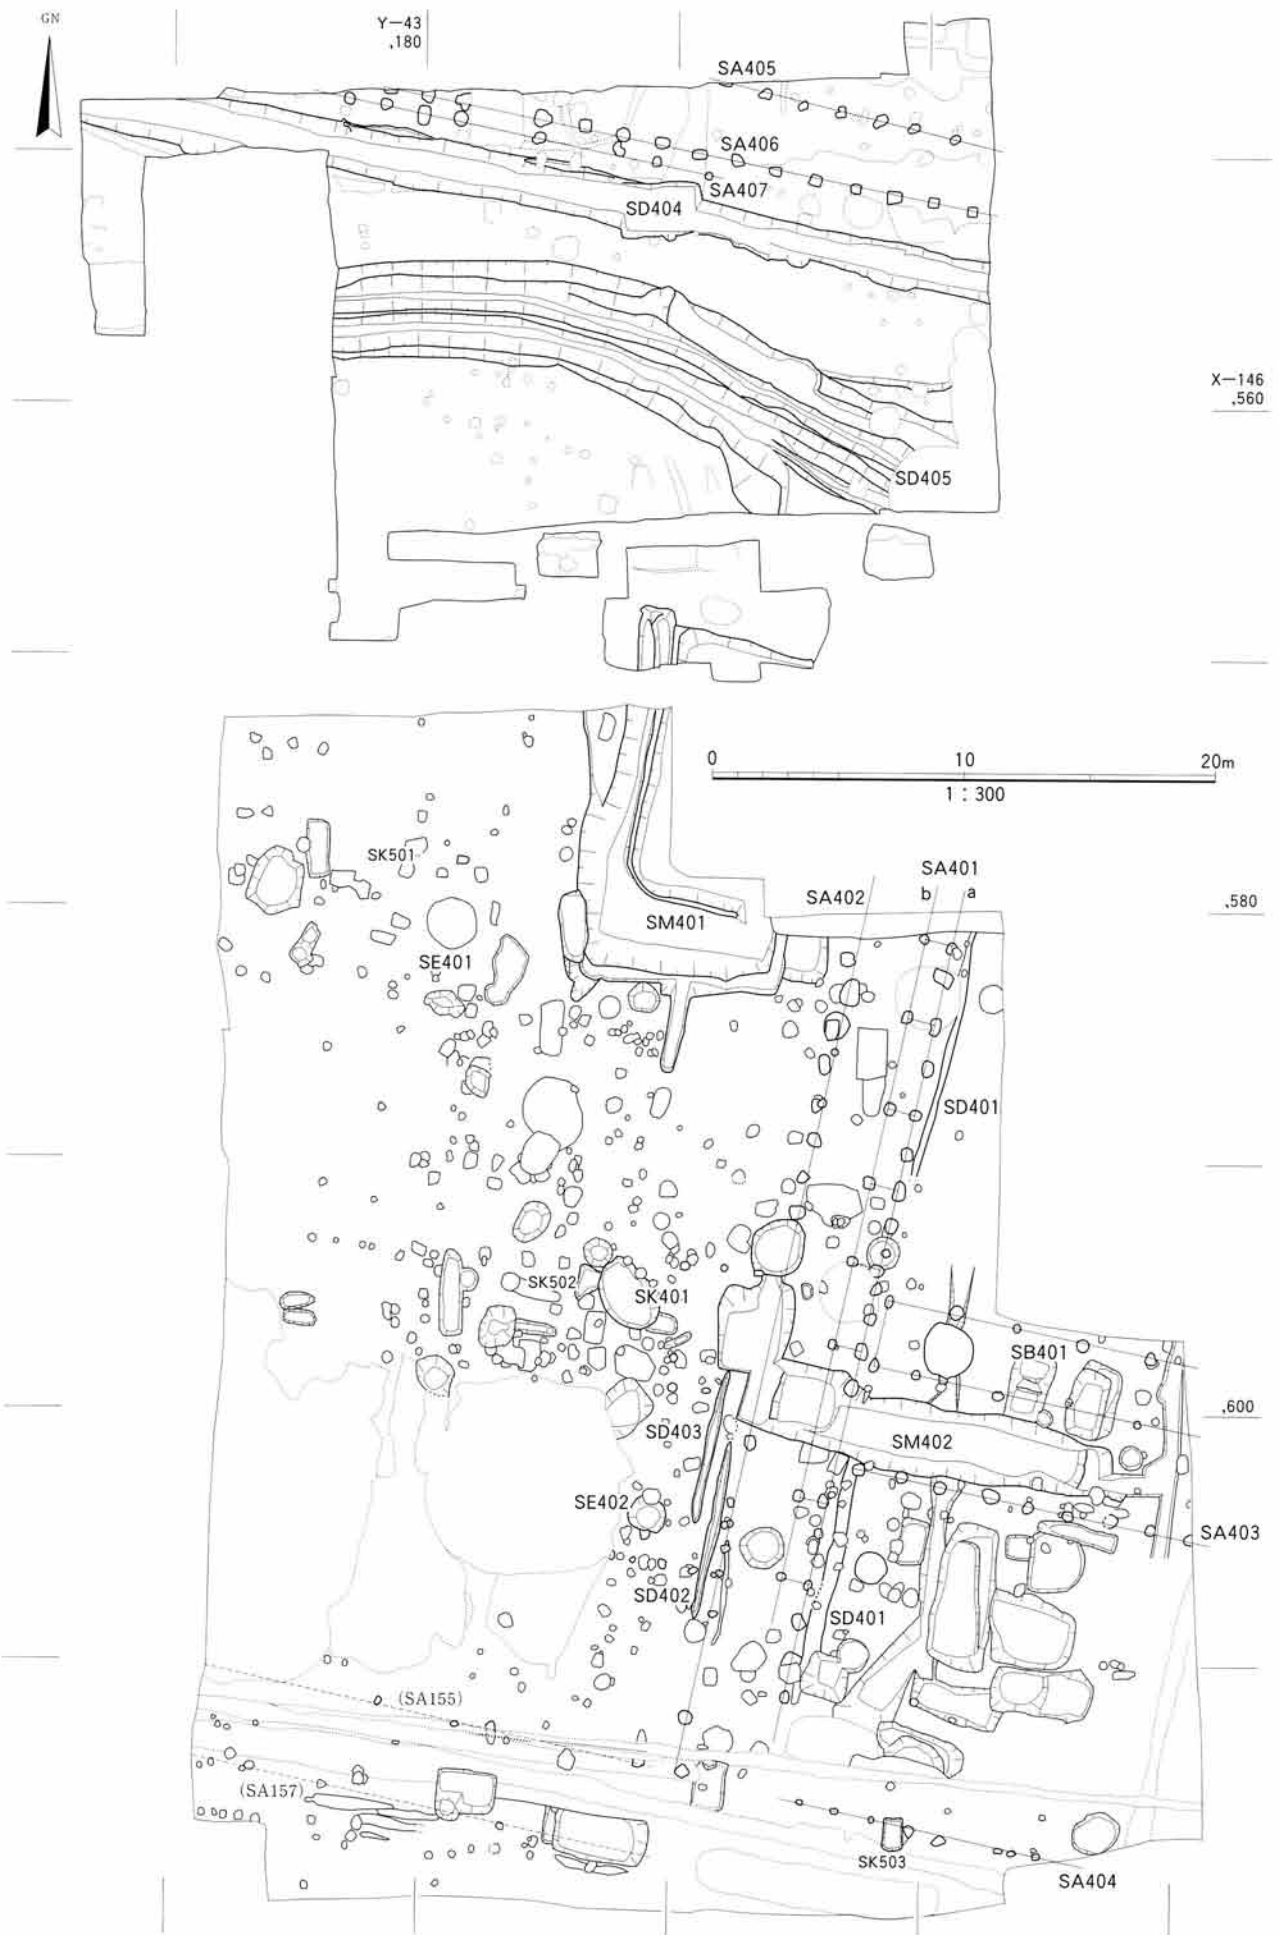 GN
Y-43
,180
SA405
SA406
SA407
SD404
X-146
,560
SD405
0 10 20m
1:300
SK501
SA401
SA402
b a
,580
SM401
SE401
SD401
SK502
SK401
SB401
,600
SD403
SM402
SE402
SA403
SD402
SD401
(SA155)
(SA157)
SK503
SA404